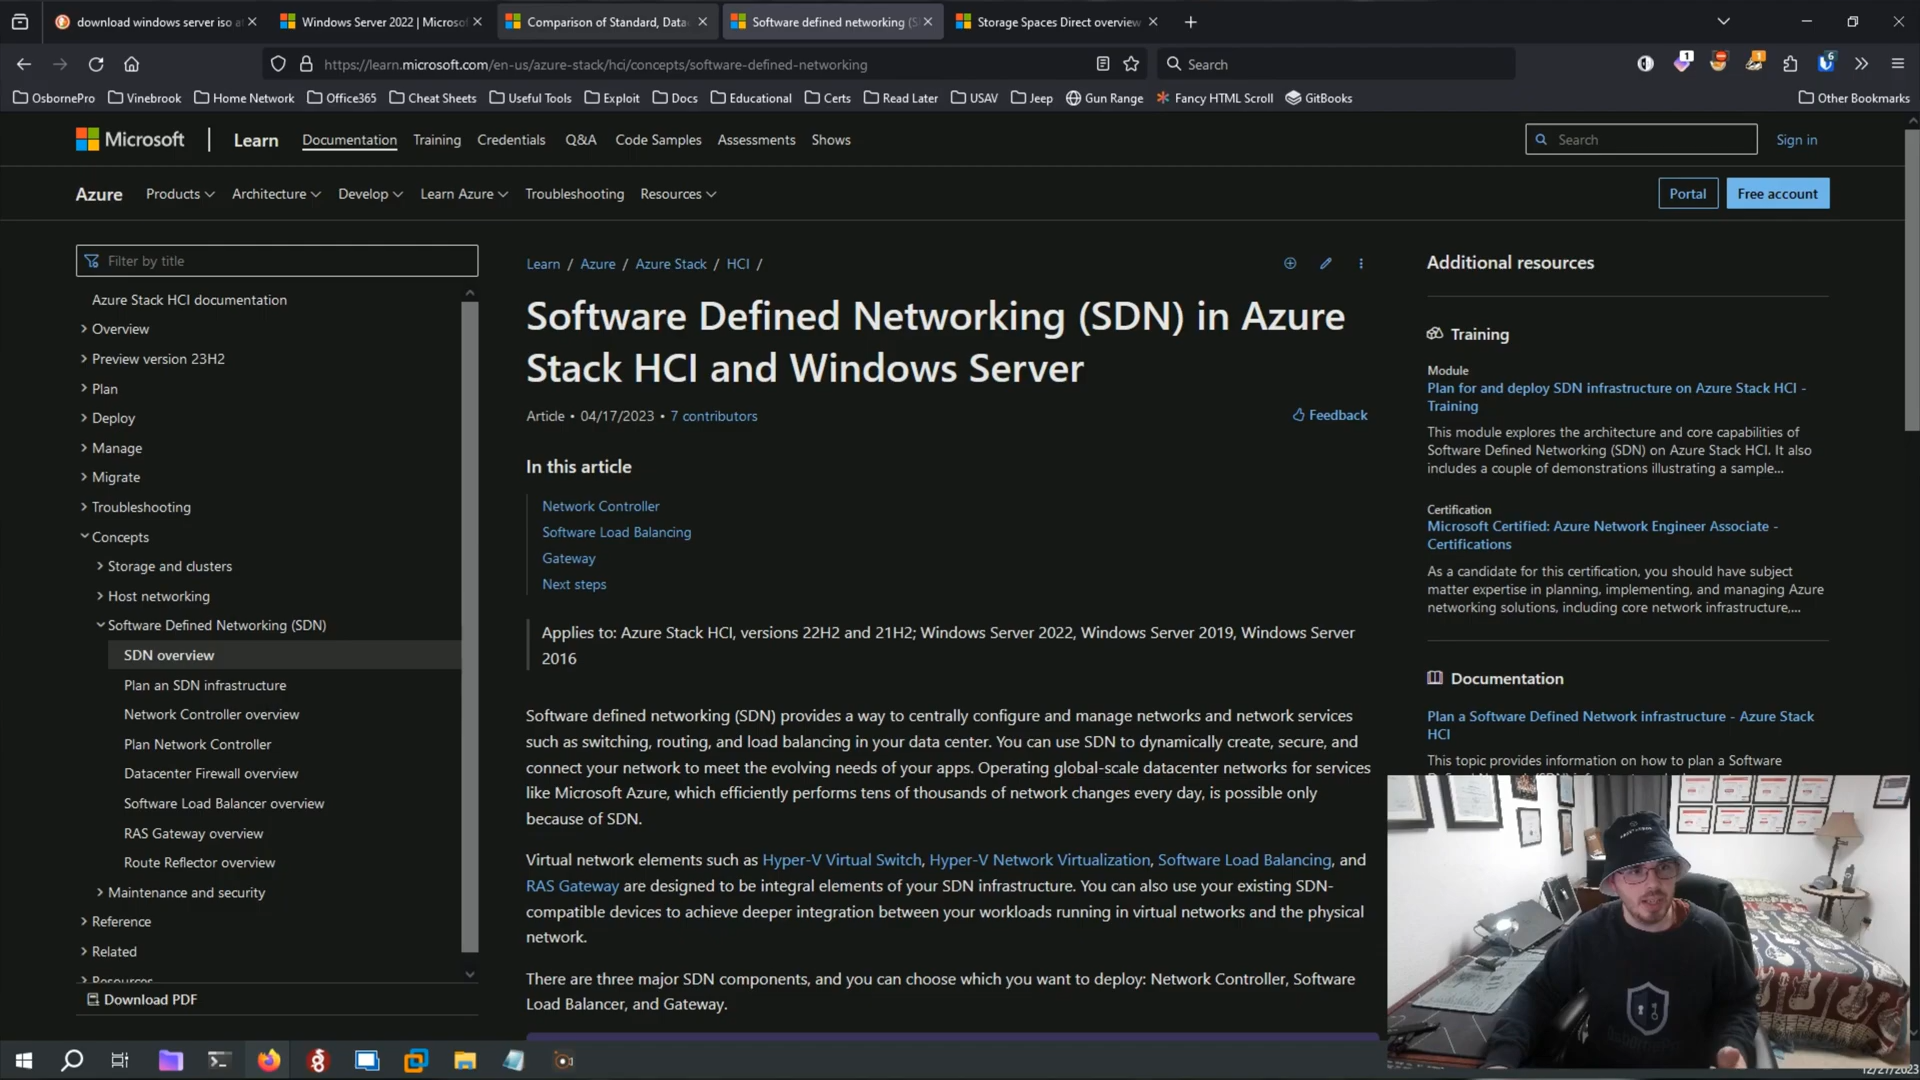 download windows server iso a
Windows Server 2022 | Microso
Comparison of Standard, Data
Software defined networking (S
Storage Spaces Direct overview
https://learn.microsoft.com/en-us/azure-stack/hci/concepts/software-defined-networking
Search
1
1
6
OsbornePro
Vinebrook
Home Network
Office365
Cheat Sheets
Useful Tools
Exploit
Docs
Educational
Certs
Read Later
USAV
Jeep
Gun Range
Fancy HTML Scroll
GitBooks
Other Bookmarks
Microsoft
Learn
Documentation
Training
Credentials
Q&A
Code Samples
Assessments
Shows
Search
Sign in
Azure
Products
Architecture
Develop
Learn Azure
Troubleshooting
Resources
Portal
Free account
Filter by title
Azure Stack HCI documentation
Overview
Preview version 23H2
Plan
Deploy
Manage
Migrate
Troubleshooting
Concepts
Storage and clusters
Host networking
Software Defined Networking (SDN)
SDN overview
Plan an SDN infrastructure
Network Controller overview
Plan Network Controller
Datacenter Firewall overview
Software Load Balancer overview
RAS Gateway overview
Route Reflector overview
Maintenance and security
Reference
Related
Resources
Download PDF
Learn / Azure / Azure Stack / HCI /
Software Defined Networking (SDN) in Azure
Stack HCI and Windows Server
Article • 04/17/2023 • 7 contributors
Feedback
In this article
Network Controller
Software Load Balancing
Gateway
Next steps
Applies to: Azure Stack HCI, versions 22H2 and 21H2; Windows Server 2022, Windows Server 2019, Windows Server
2016
Software defined networking (SDN) provides a way to centrally configure and manage networks and network services
such as switching, routing, and load balancing in your data center. You can use SDN to dynamically create, secure, and
connect your network to meet the evolving needs of your apps. Operating global-scale datacenter networks for services
like Microsoft Azure, which efficiently performs tens of thousands of network changes every day, is possible only
because of SDN.
Virtual network elements such as Hyper-V Virtual Switch, Hyper-V Network Virtualization, Software Load Balancing, and
RAS Gateway are designed to be integral elements of your SDN infrastructure. You can also use your existing SDN-
compatible devices to achieve deeper integration between your workloads running in virtual networks and the physical
network.
There are three major SDN components, and you can choose which you want to deploy: Network Controller, Software
Load Balancer, and Gateway.
Additional resources
Training
Module
Plan for and deploy SDN infrastructure on Azure Stack HCI -
Training
This module explores the architecture and core capabilities of
Software Defined Networking (SDN) on Azure Stack HCI. It also
includes a couple of demonstrations illustrating a sample...
Certification
Microsoft Certified: Azure Network Engineer Associate -
Certifications
As a candidate for this certification, you should have subject
matter expertise in planning, implementing, and managing Azure
networking solutions, including core network infrastructure,...
Documentation
Plan a Software Defined Network infrastructure - Azure Stack
HCI
This topic provides information on how to plan a Software
12/27/2023